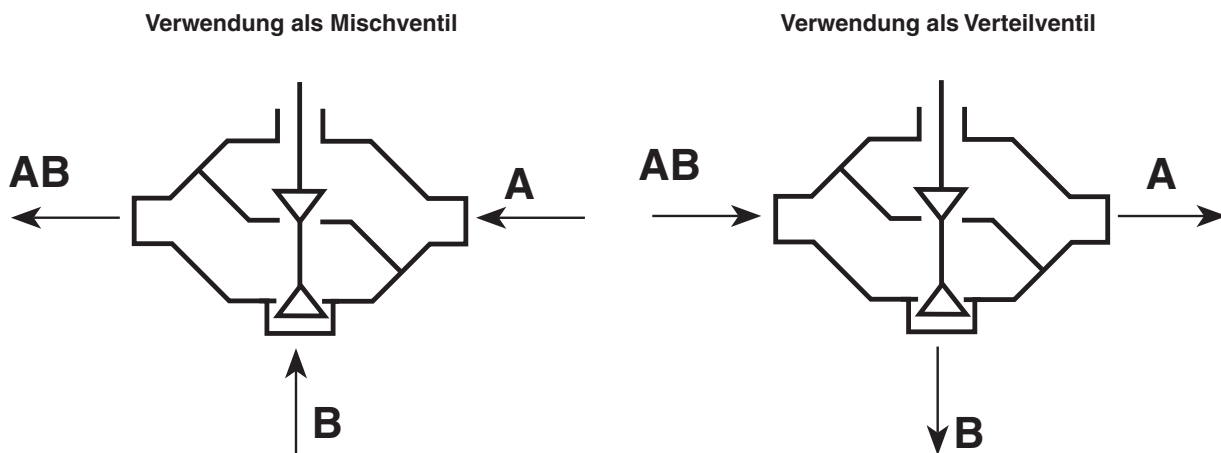 Verwendung als Mischventil
AB
A
B
Verwendung als Verteilventil
AB
A
B